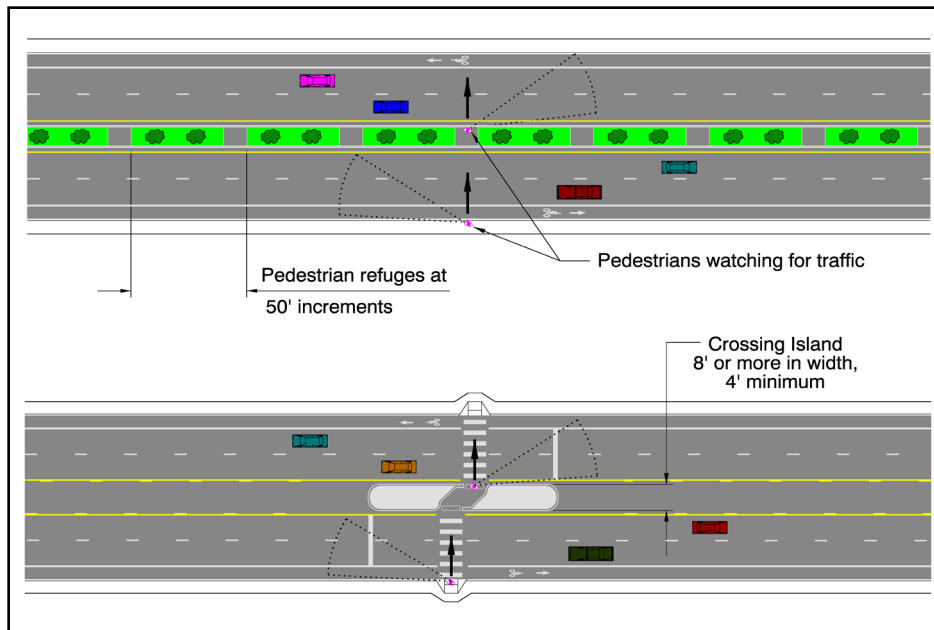 Pedestrians watching for traffic
Pedestrian refuges at
50' increments
Crossing Island
8' or more in width,
4' minimum